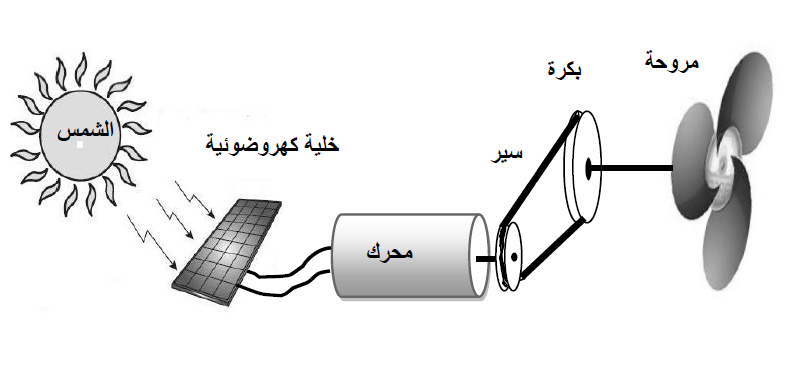 مروحة
بكرة
الشمس
خلية كهروضوئية
سير
محرك